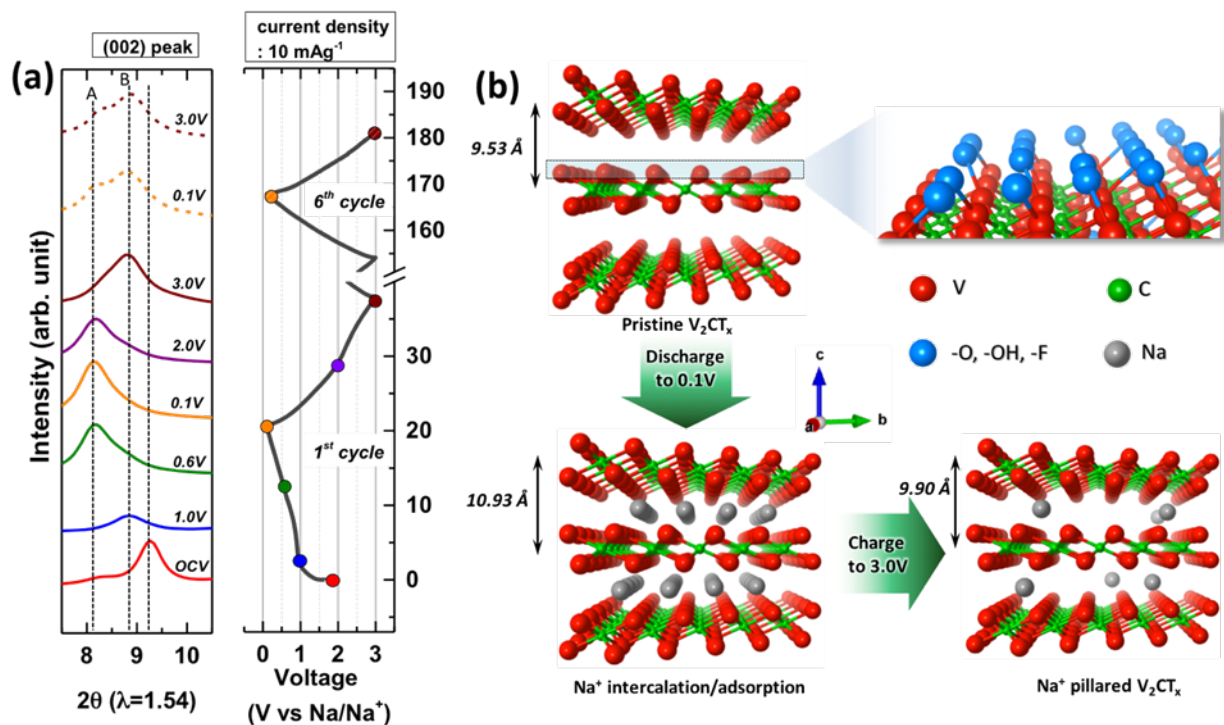 (a)
(002) peak
A
B
3.0V
0.1V
3.0V
2.0V
0.1V
0.6V
1.0V
OCV
Intensity (arb. unit)
8 9 10
2θ (λ=1.54)
current density
: 10 mAg⁻¹
190
180
170
160
30
20
10
0
6ᵗʰ cycle
1ˢᵗ cycle
0 1 2 3
Voltage
(V vs Na/Na⁺)
(b)
9.53 Å
Pristine V₂CTₓ
V
C
-O, -OH, -F
Na
Discharge
to 0.1V
c
b
a
10.93 Å
Na⁺ intercalation/adsorption
Charge
to 3.0V
9.90 Å
Na⁺ pillared V₂CTₓ